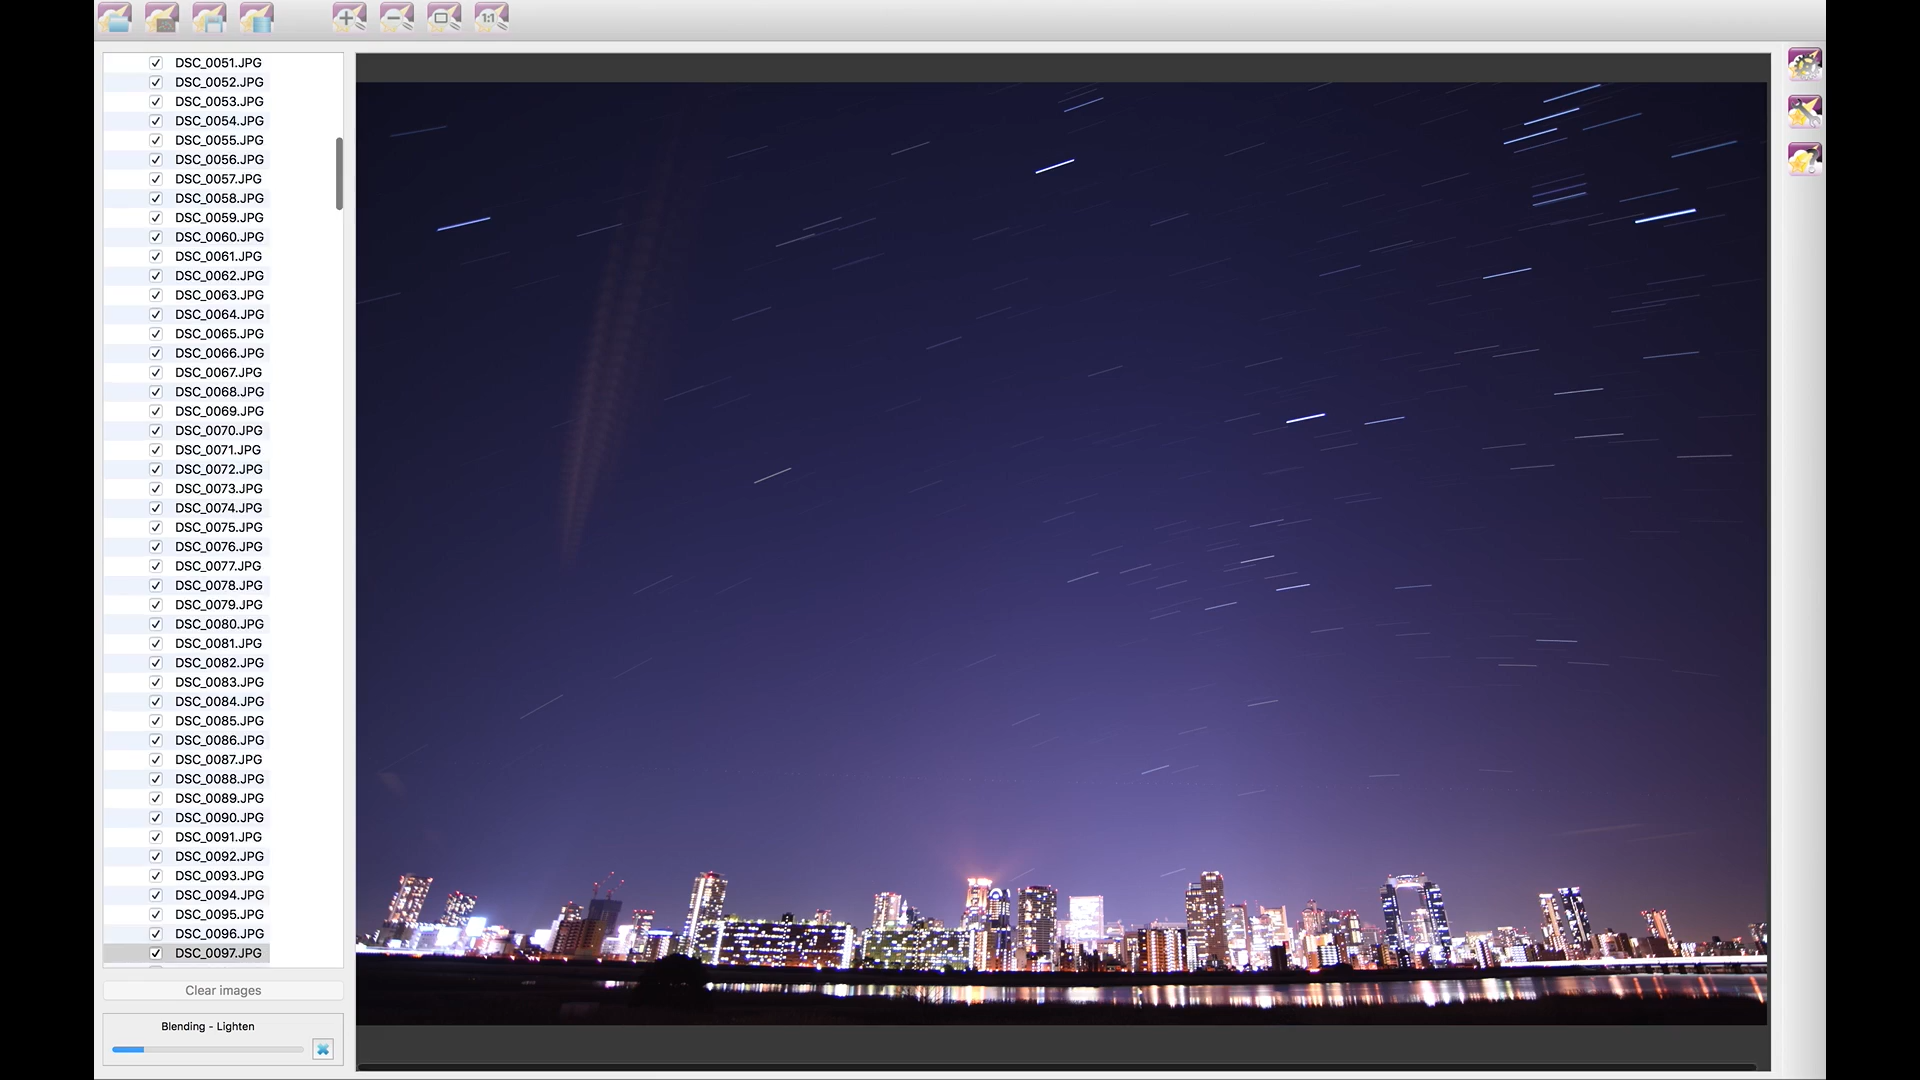 1:1
DSC_0051.JPG
DSC_0052.JPG
DSC_0053.JPG
DSC_0054.JPG
DSC_0055.JPG
DSC_0056.JPG
DSC_0057.JPG
DSC_0058.JPG
DSC_0059.JPG
DSC_0060.JPG
DSC_0061.JPG
DSC_0062.JPG
DSC_0063.JPG
DSC_0064.JPG
DSC_0065.JPG
DSC_0066.JPG
DSC_0067.JPG
DSC_0068.JPG
DSC_0069.JPG
DSC_0070.JPG
DSC_0071.JPG
DSC_0072.JPG
DSC_0073.JPG
DSC_0074.JPG
DSC_0075.JPG
DSC_0076.JPG
DSC_0077.JPG
DSC_0078.JPG
DSC_0079.JPG
DSC_0080.JPG
DSC_0081.JPG
DSC_0082.JPG
DSC_0083.JPG
DSC_0084.JPG
DSC_0085.JPG
DSC_0086.JPG
DSC_0087.JPG
DSC_0088.JPG
DSC_0089.JPG
DSC_0090.JPG
DSC_0091.JPG
DSC_0092.JPG
DSC_0093.JPG
DSC_0094.JPG
DSC_0095.JPG
DSC_0096.JPG
DSC_0097.JPG
Clear images
Blending - Lighten